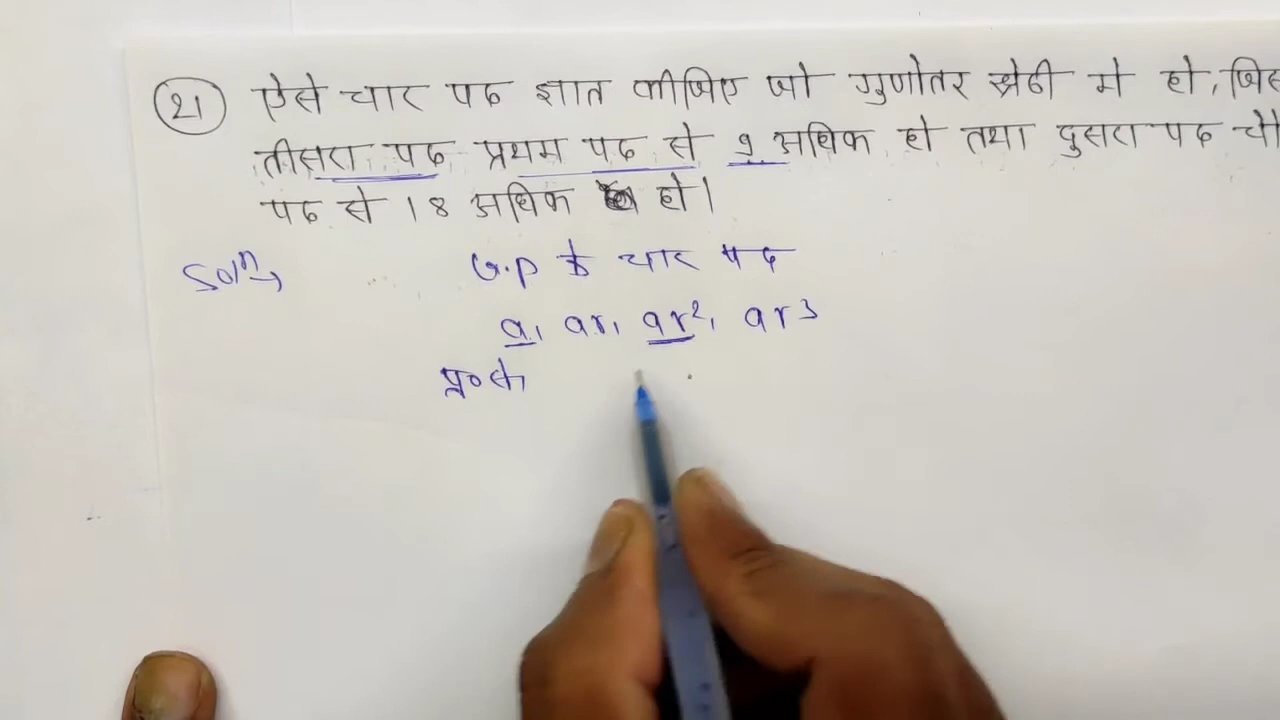 21 ऐसे चार पद ज्ञात कीजिए जो गुणोतर श्रेढी मे हो, जिस
तीसरा पद प्रथम पद से 9 अधिक हो तथा दुसरा पद चौ
पद से 18 अधिक हो।
Solⁿ→ G.P के चार पद
a, ar, ar², ar3
प्र० से,